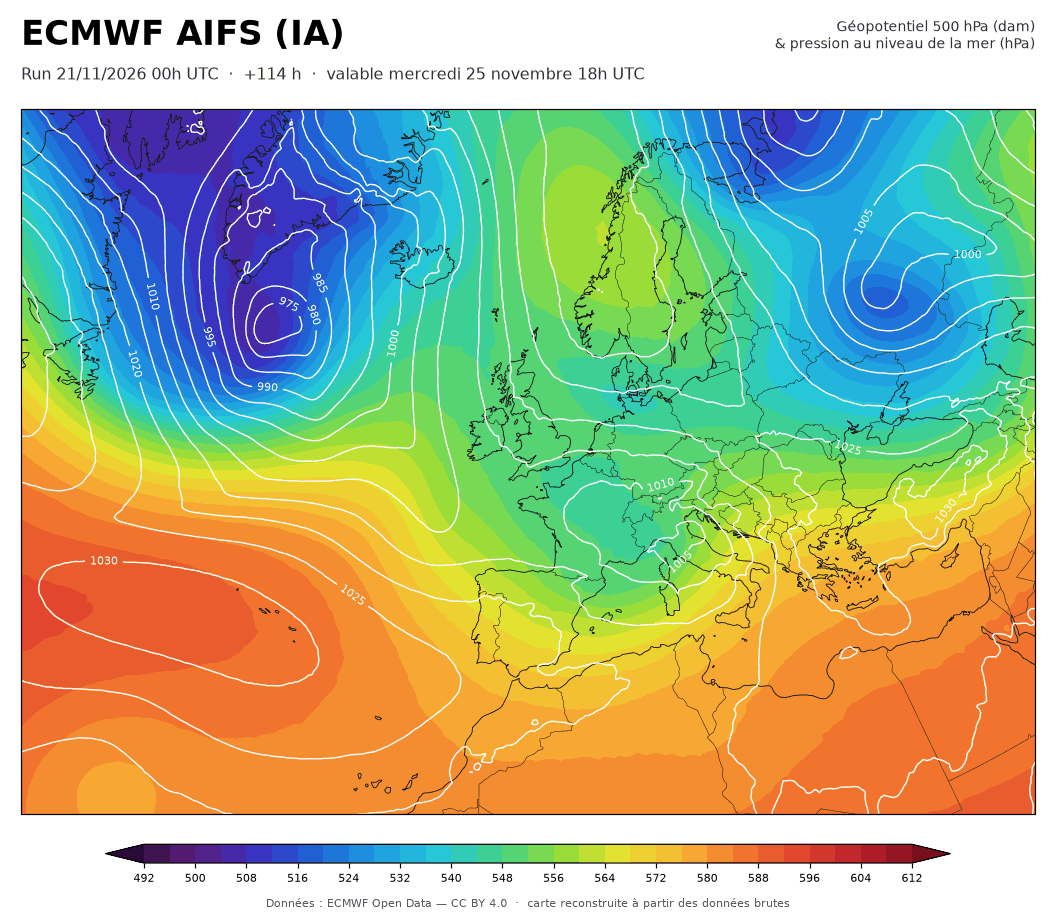 ECMWF AIFS (IA)
Géopotentiel 500 hPa (dam)
& pression au niveau de la mer (hPa)
Run 21/11/2026 00h UTC · +114 h · valable mercredi 25 novembre 18h UTC
1005
1000
1010
985
975
980
995
1000
1020
990
1025
1010
1030
1005
1030
1025
492 500 508 516 524 532 540 548 556 564 572 580 588 596 604 612
Données : ECMWF Open Data — CC BY 4.0 · carte reconstruite à partir des données brutes